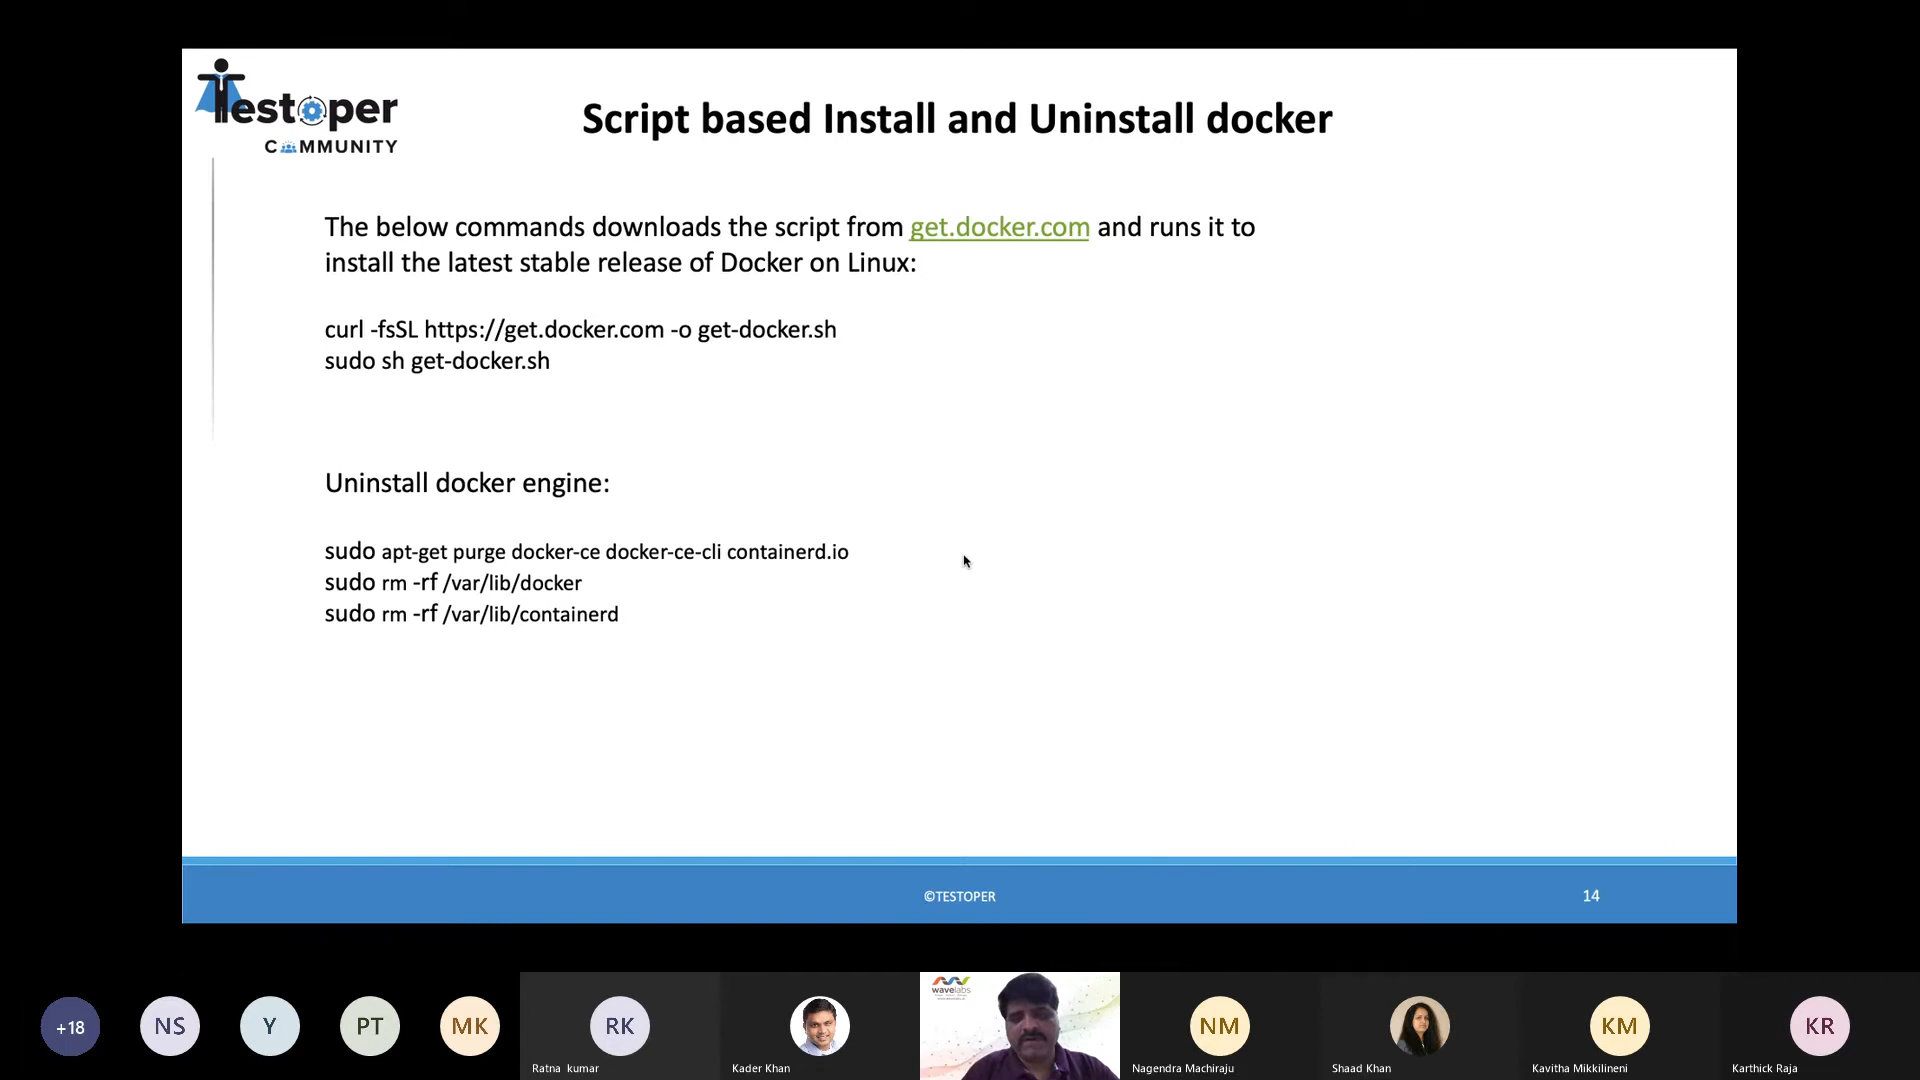 Testoper
COMMUNITY
Script based Install and Uninstall docker
The below commands downloads the script from get.docker.com and runs it to
install the latest stable release of Docker on Linux:
curl -fsSL https://get.docker.com -o get-docker.sh
sudo sh get-docker.sh
Uninstall docker engine:
sudo apt-get purge docker-ce docker-ce-cli containerd.io
sudo rm -rf /var/lib/docker
sudo rm -rf /var/lib/containerd
©TESTOPER
14
+18
NS
Y
PT
MK
RK
Ratna kumar
Kader Khan
wavelabs
NM
Nagendra Machiraju
Shaad Khan
KM
Kavitha Mikkilineni
KR
Karthick Raja